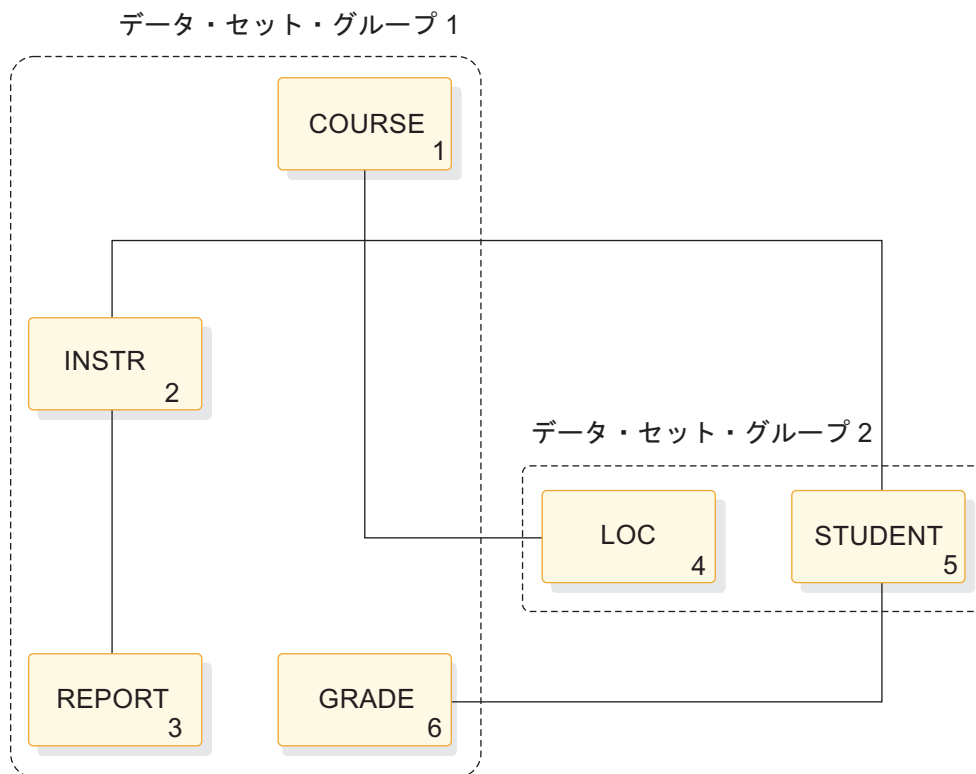 データ・セット・グループ 1
COURSE
1
INSTR
2
データ・セット・グループ 2
LOC
4
STUDENT
5
REPORT
3
GRADE
6